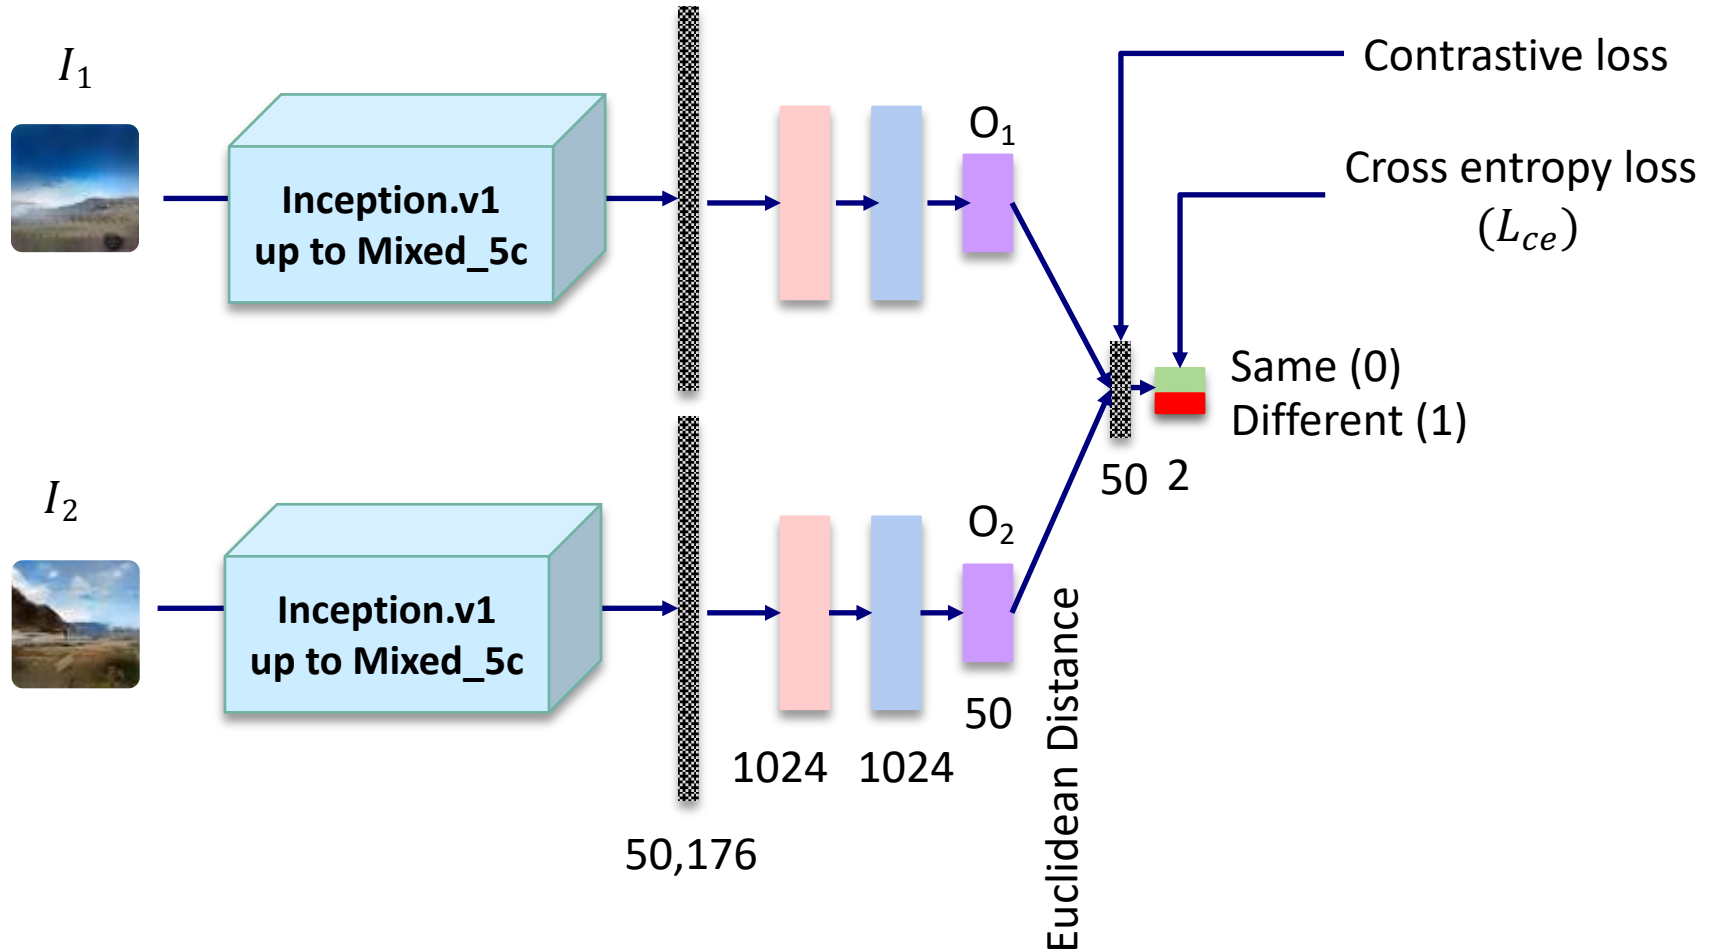 I₁
Inception.v1
up to Mixed_5c
O₁
Contrastive loss
Cross entropy loss
(L_ce)
Same (0)
Different (1)
50
2
I₂
Inception.v1
up to Mixed_5c
O₂
50
1024
1024
50,176
Euclidean Distance